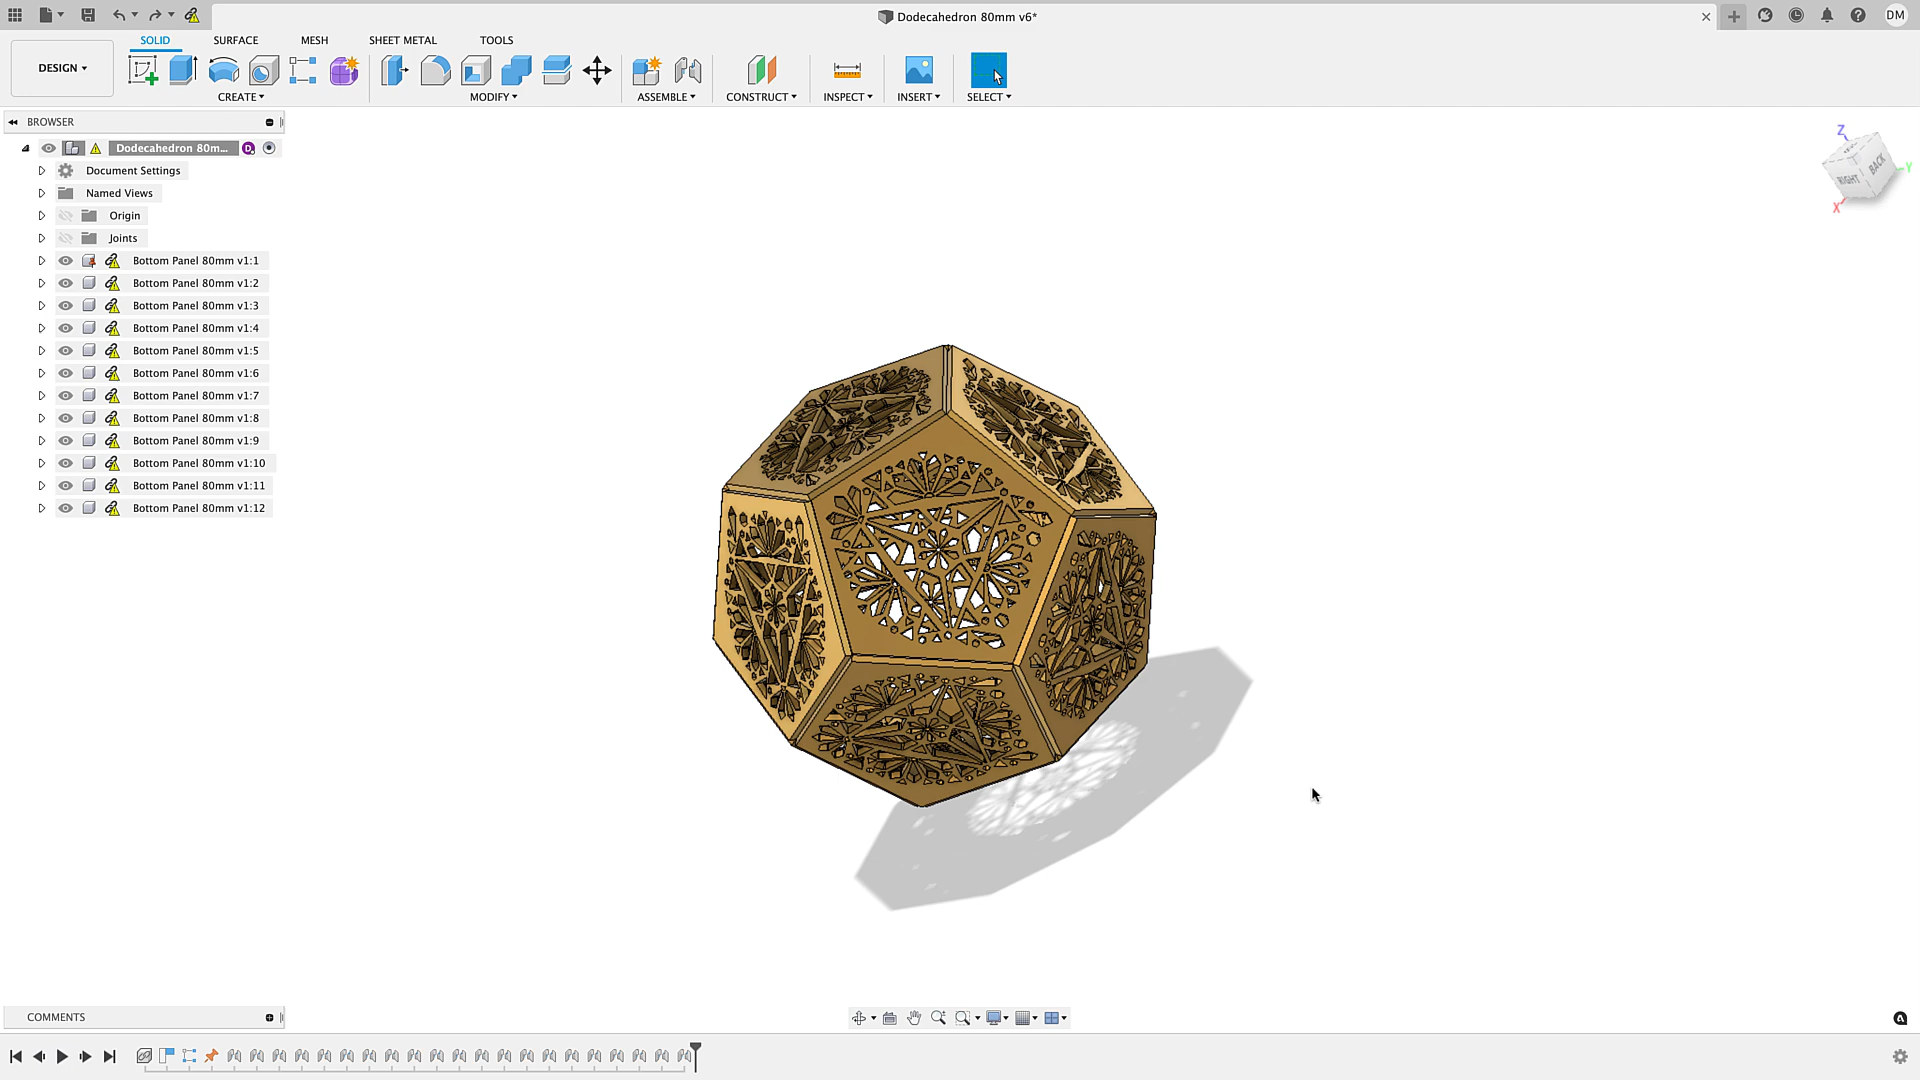 Dodecahedron 80mm v6*
DM
SOLID
SURFACE
MESH
SHEET METAL
TOOLS
DESIGN
CREATE
MODIFY
ASSEMBLE
CONSTRUCT
INSPECT
INSERT
SELECT
BROWSER
Dodecahedron 80m...
D
Document Settings
Named Views
Origin
Joints
Bottom Panel 80mm v1:1
Bottom Panel 80mm v1:2
Bottom Panel 80mm v1:3
Bottom Panel 80mm v1:4
Bottom Panel 80mm v1:5
Bottom Panel 80mm v1:6
Bottom Panel 80mm v1:7
Bottom Panel 80mm v1:8
Bottom Panel 80mm v1:9
Bottom Panel 80mm v1:10
Bottom Panel 80mm v1:11
Bottom Panel 80mm v1:12
Z
Y
X
RIGHT
BACK
COMMENTS